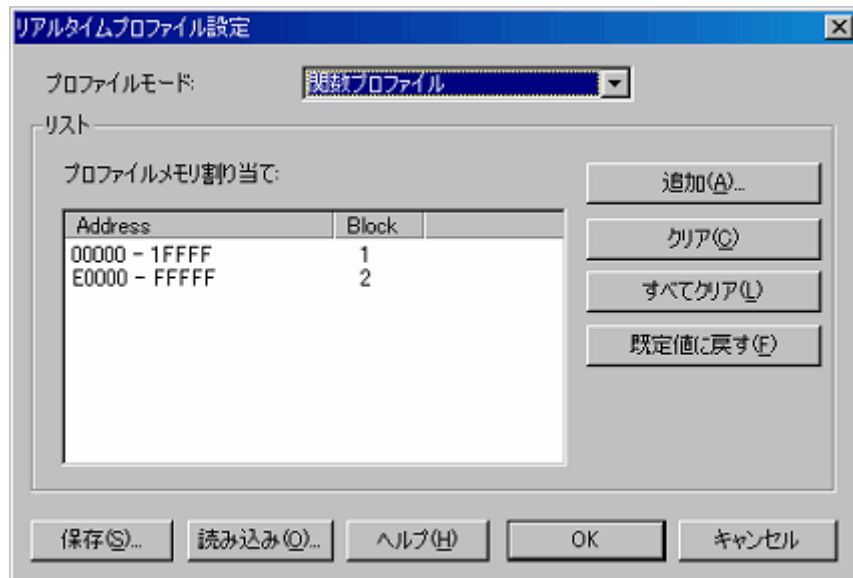 リアルタイムプロファイル設定
プロファイルモード: 関数プロファイル
リスト
プロファイルメモリ割り当て:
Address Block
00000 - 1FFFF 1
E0000 - FFFFF 2
追加(A)...
クリア(C)
すべてクリア(L)
既定値に戻す(F)
保存(S)... 読み込み(O)... ヘルプ(H) OK キャンセル